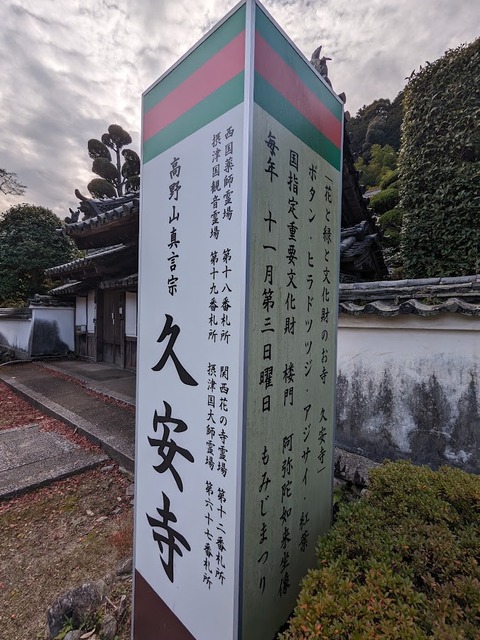 「花と緑と文化財のお寺 久安寺」
ボタン・ヒラドツツジ・アジサイ・紅葉
国指定重要文化財 楼門 阿弥陀如来坐像
毎年 十一月第三日曜日 もみじまつり
西国薬師霊場 第十八番札所 関西花の寺霊場 第十二番札所
摂津国観音霊場 第十九番札所 摂津国大師霊場 第六十七番札所
高野山真言宗 久安寺